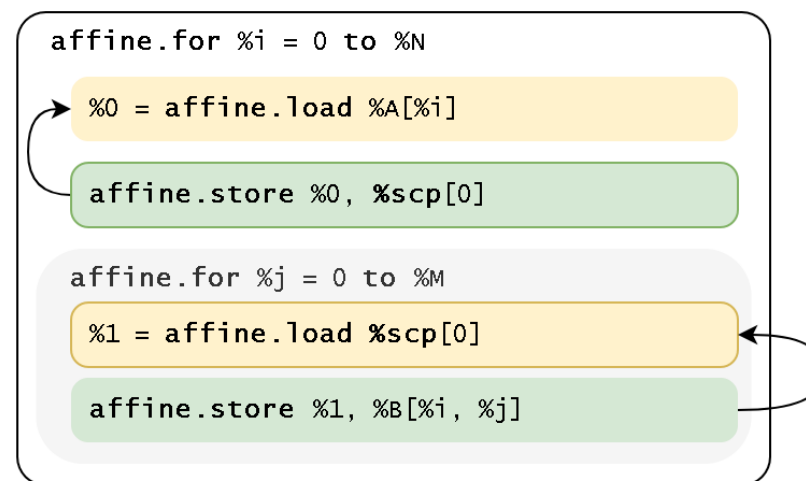 affine.for %i = 0 to %N
%0 = affine.load %A[%i]
affine.store %0, %scp[0]
affine.for %j = 0 to %M
%1 = affine.load %scp[0]
affine.store %1, %B[%i, %j]